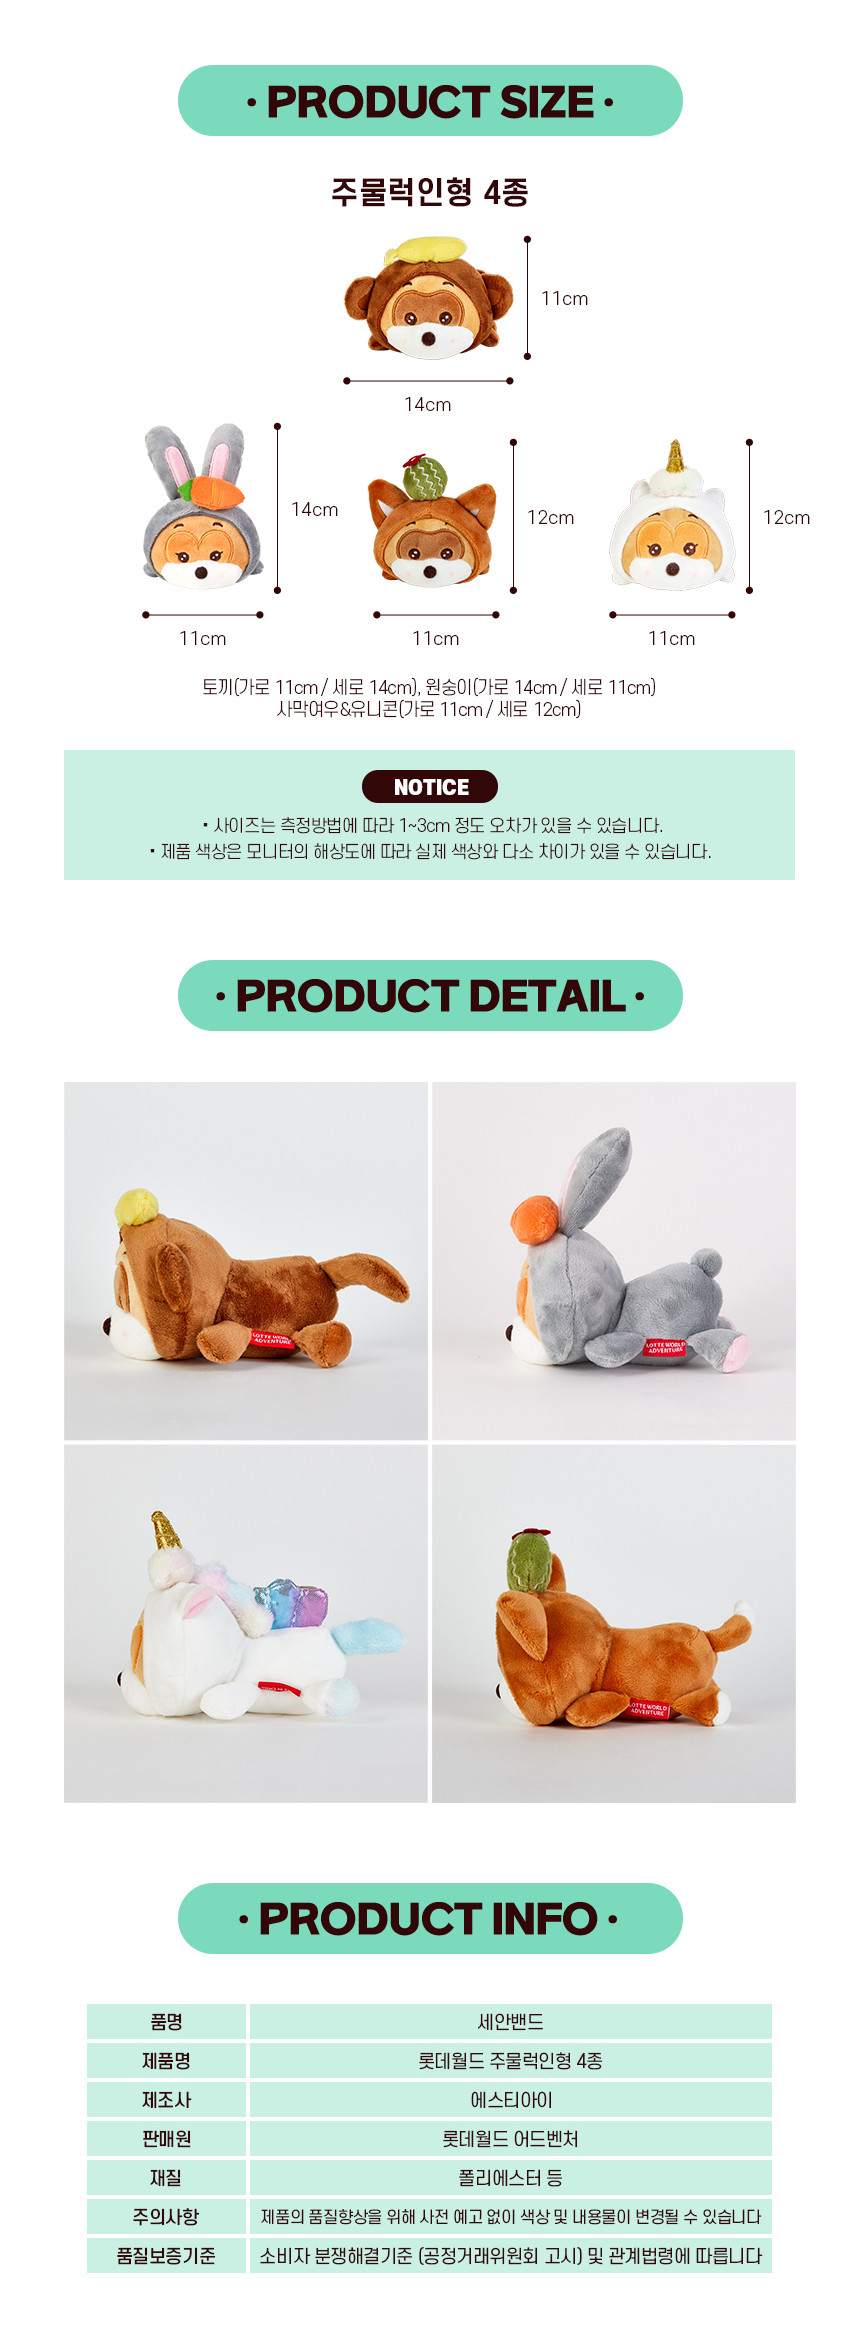 · PRODUCT SIZE ·
주물럭인형 4종
11cm
14cm
14cm
12cm
12cm
11cm
11cm
11cm
토끼(가로 11cm / 세로 14cm), 원숭이(가로 14cm / 세로 11cm)
사막여우&유니콘(가로 11cm / 세로 12cm)
NOTICE
· 사이즈는 측정방법에 따라 1~3cm 정도 오차가 있을 수 있습니다.
· 제품 색상은 모니터의 해상도에 따라 실제 색상와 다소 차이가 있을 수 있습니다.
· PRODUCT DETAIL ·
LOTTE WORLD
ADVENTURE
LOTTE WORLD
ADVENTURE
LOTTE WORLD
ADVENTURE
· PRODUCT INFO ·
품명 세안밴드
제품명 롯데월드 주물럭인형 4종
제조사 에스티아이
판매원 롯데월드 어드벤처
재질 폴리에스터 등
주의사항 제품의 품질향상을 위해 사전 예고 없이 색상 및 내용물이 변경될 수 있습니다
품질보증기준 소비자 분쟁해결기준 (공정거래위원회 고시) 및 관계법령에 따릅니다